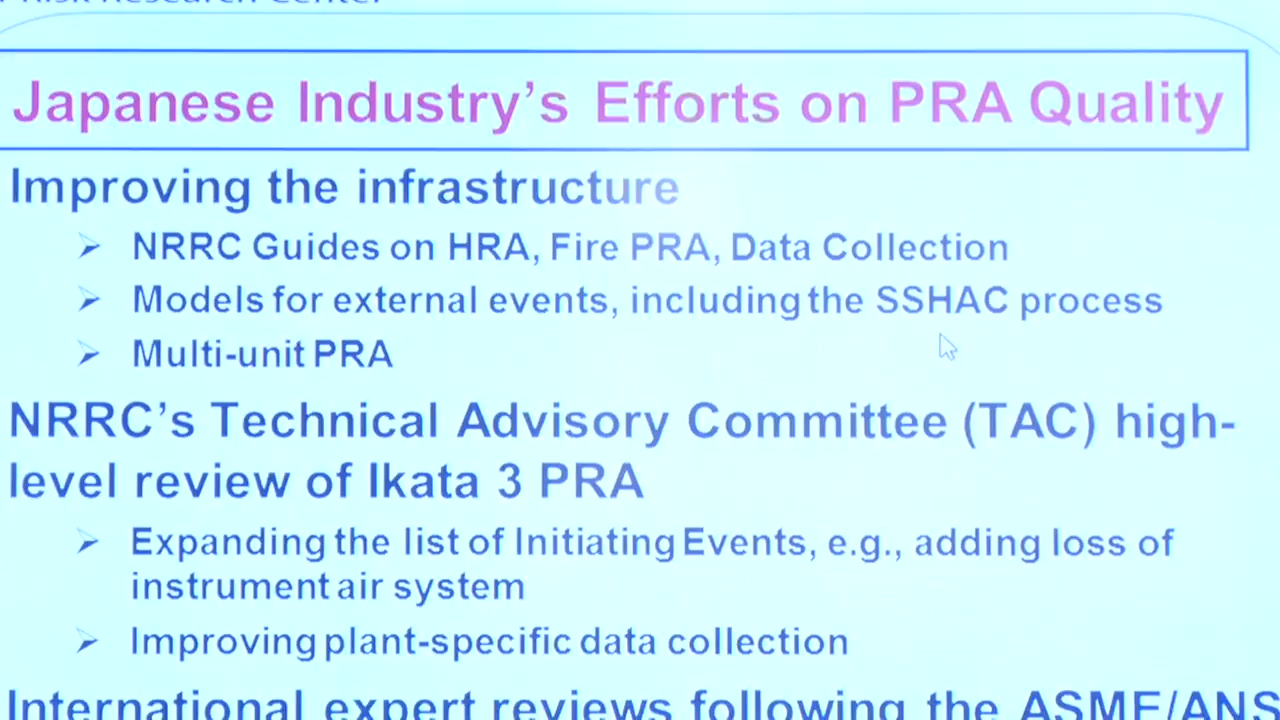 Risk Research Center
Japanese Industry's Efforts on PRA Quality
Improving the infrastructure
➢ NRRC Guides on HRA, Fire PRA, Data Collection
➢ Models for external events, including the SSHAC process
➢ Multi-unit PRA
NRRC's Technical Advisory Committee (TAC) high-
level review of Ikata 3 PRA
➢ Expanding the list of Initiating Events, e.g., adding loss of
instrument air system
➢ Improving plant-specific data collection
International expert reviews following the ASME/ANS